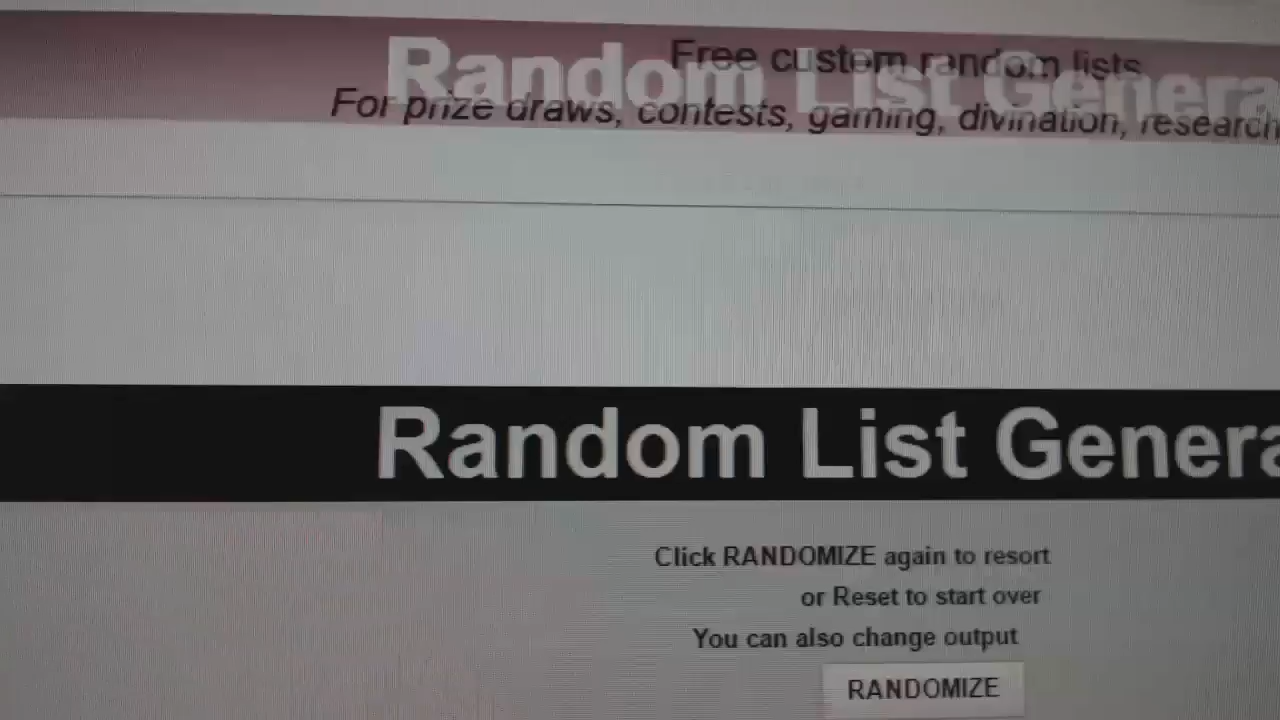 Random List Genera
Free custom random lists
For prize draws, contests, gaming, divination, research
Random List Genera
Click RANDOMIZE again to resort
or Reset to start over
You can also change output
RANDOMIZE